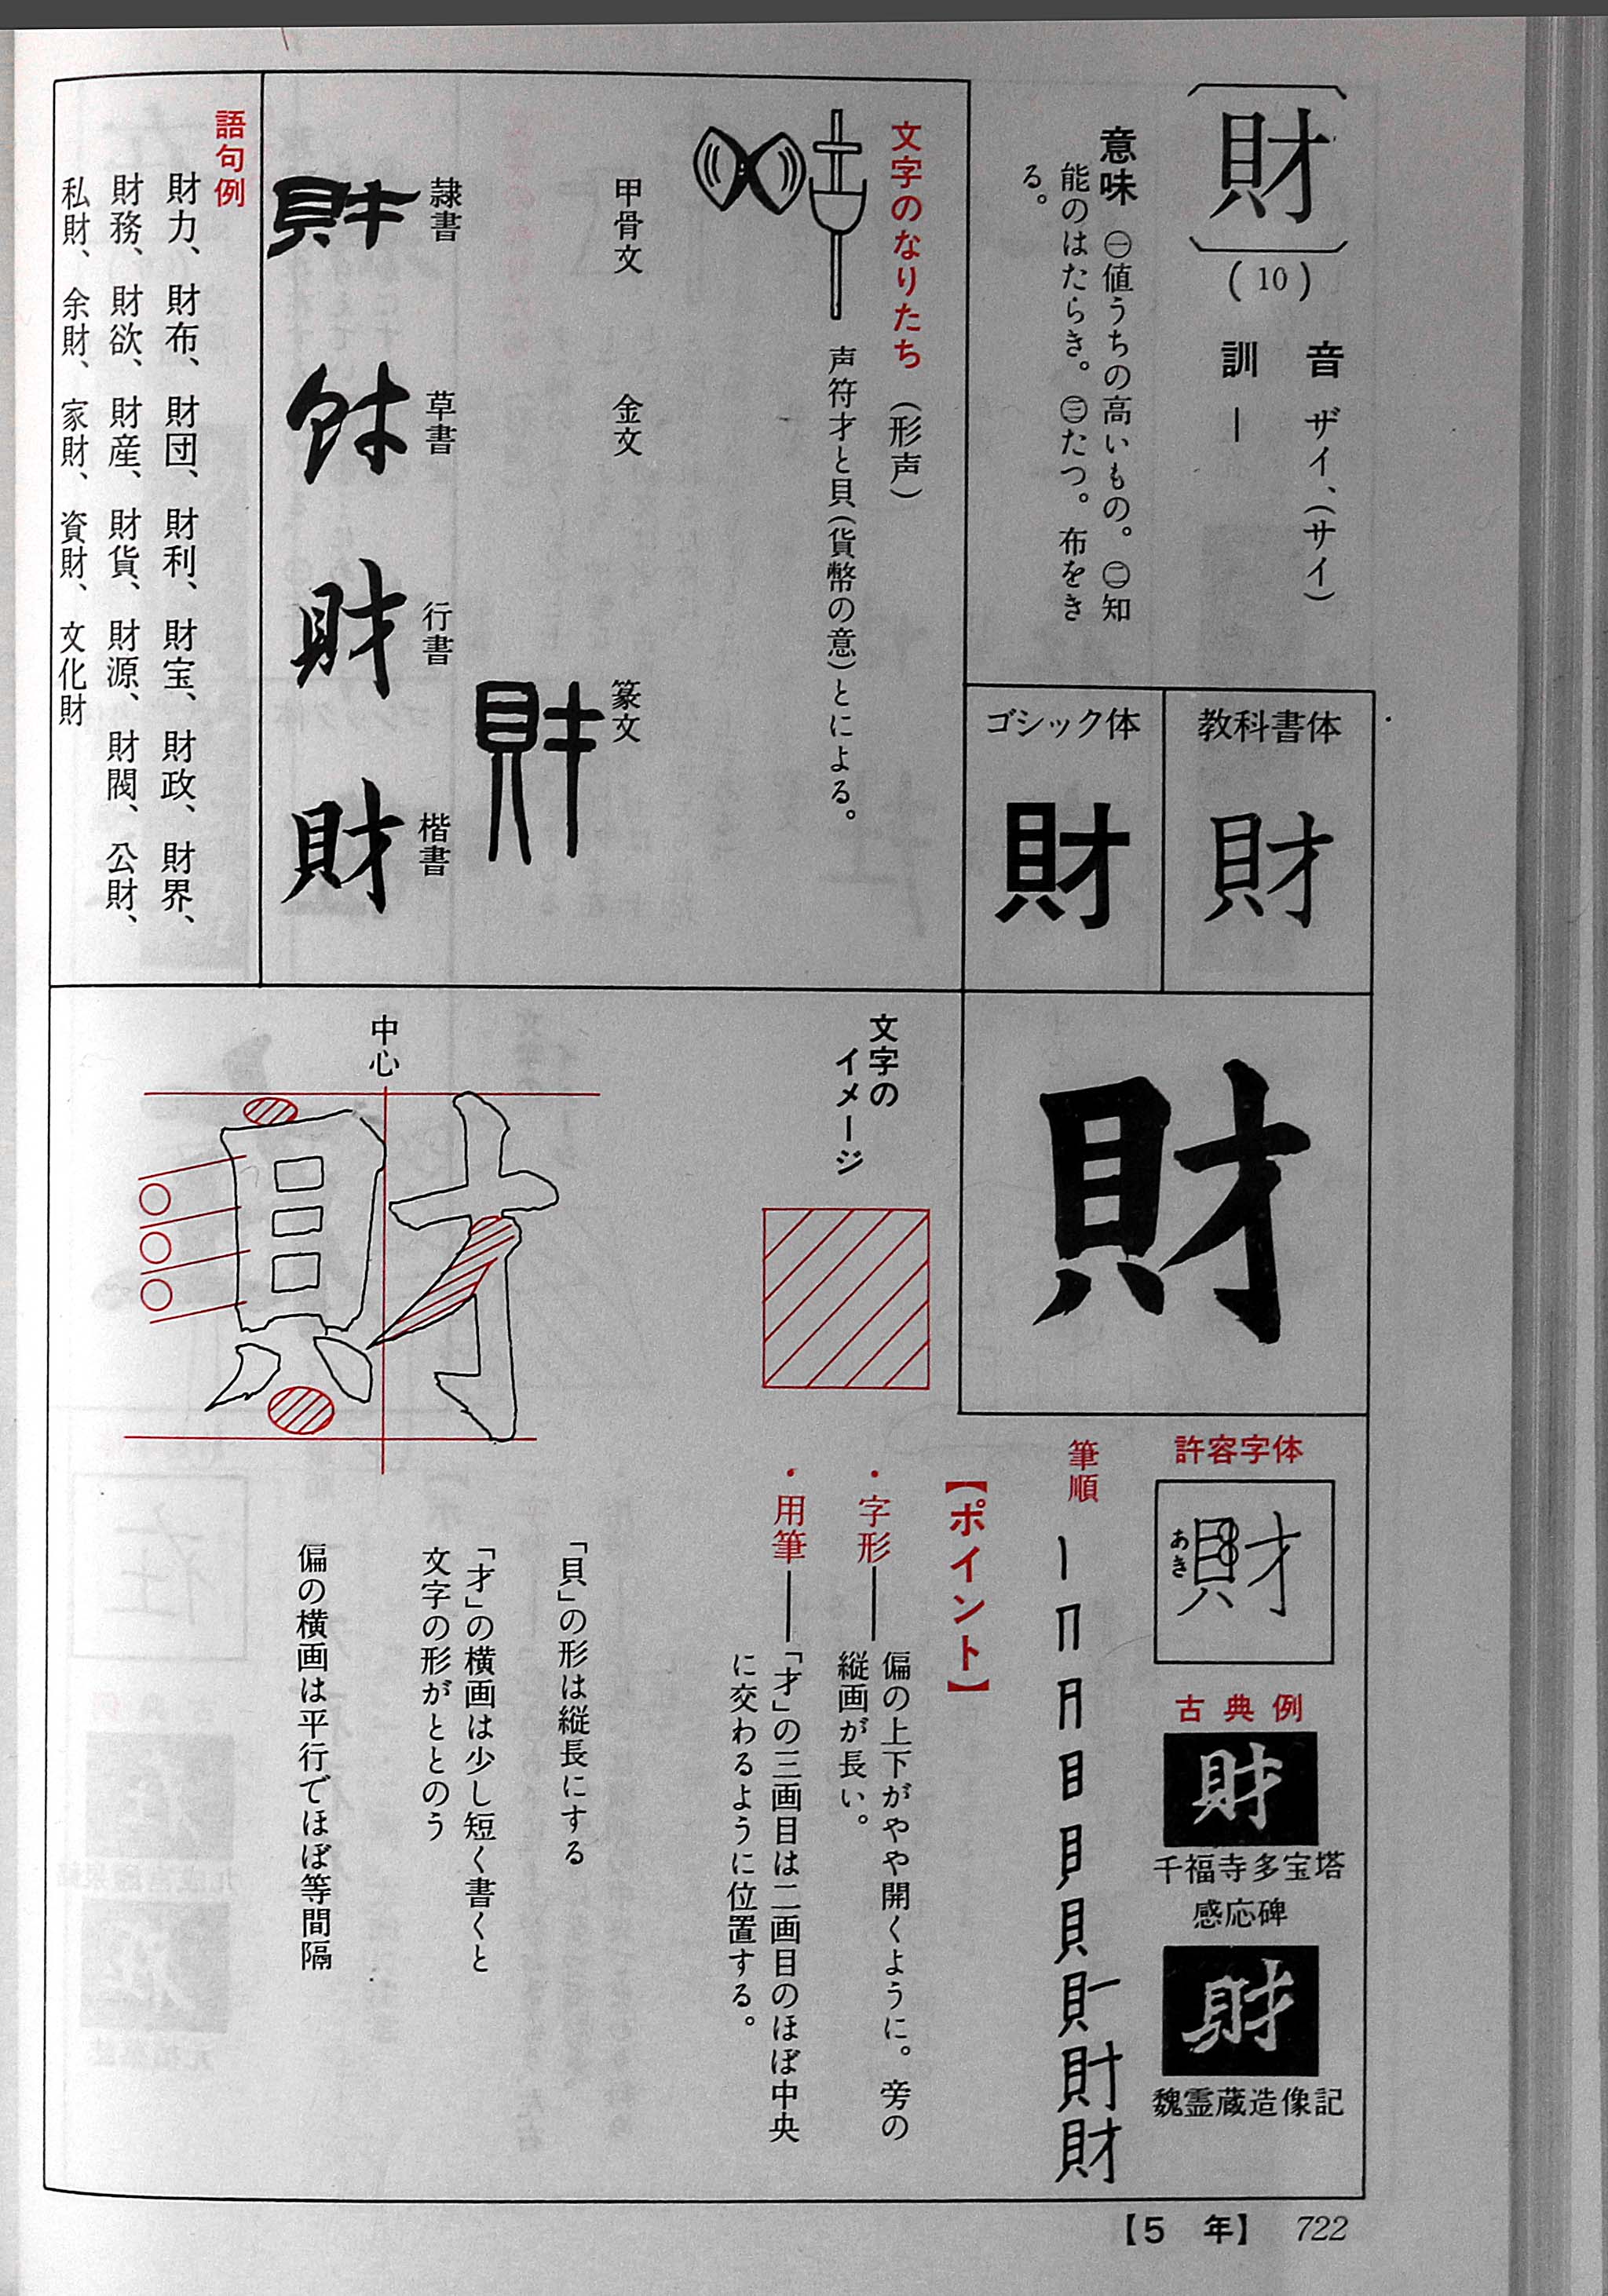 財
（10）
音 ザイ、（サイ）
訓 ー
意味 ㊀値うちの高いもの。㊁知
能のはたらき。㊂たつ。布をき
る。
教科書体
財
ゴシック体
財
文字のなりたち（形声）
声符才と貝（貨幣の意）とによる。
甲骨文
金文
篆文
財
隷書
財
草書
財
行書
財
楷書
財
語句例
財力、財布、財団、財利、財宝、財政、財界、
財務、財欲、財産、財貨、財源、財閥、公財、
私財、余財、家財、資財、文化財
財
許容字体
財
あき
古典例
財
千福寺多宝塔
感応碑
財
魏霊蔵造像記
筆順
財
【ポイント】
・字形━━偏の上下がやや開くように。旁の
縦画が長い。
・用筆━━「才」の三画目は二画目のほぼ中央
に交わるように位置する。
文字の
イメージ
中心
「貝」の形は縦長にする
「才」の横画は少し短く書くと
文字の形がととのう
偏の横画は平行でほぼ等間隔
【5 年】 722